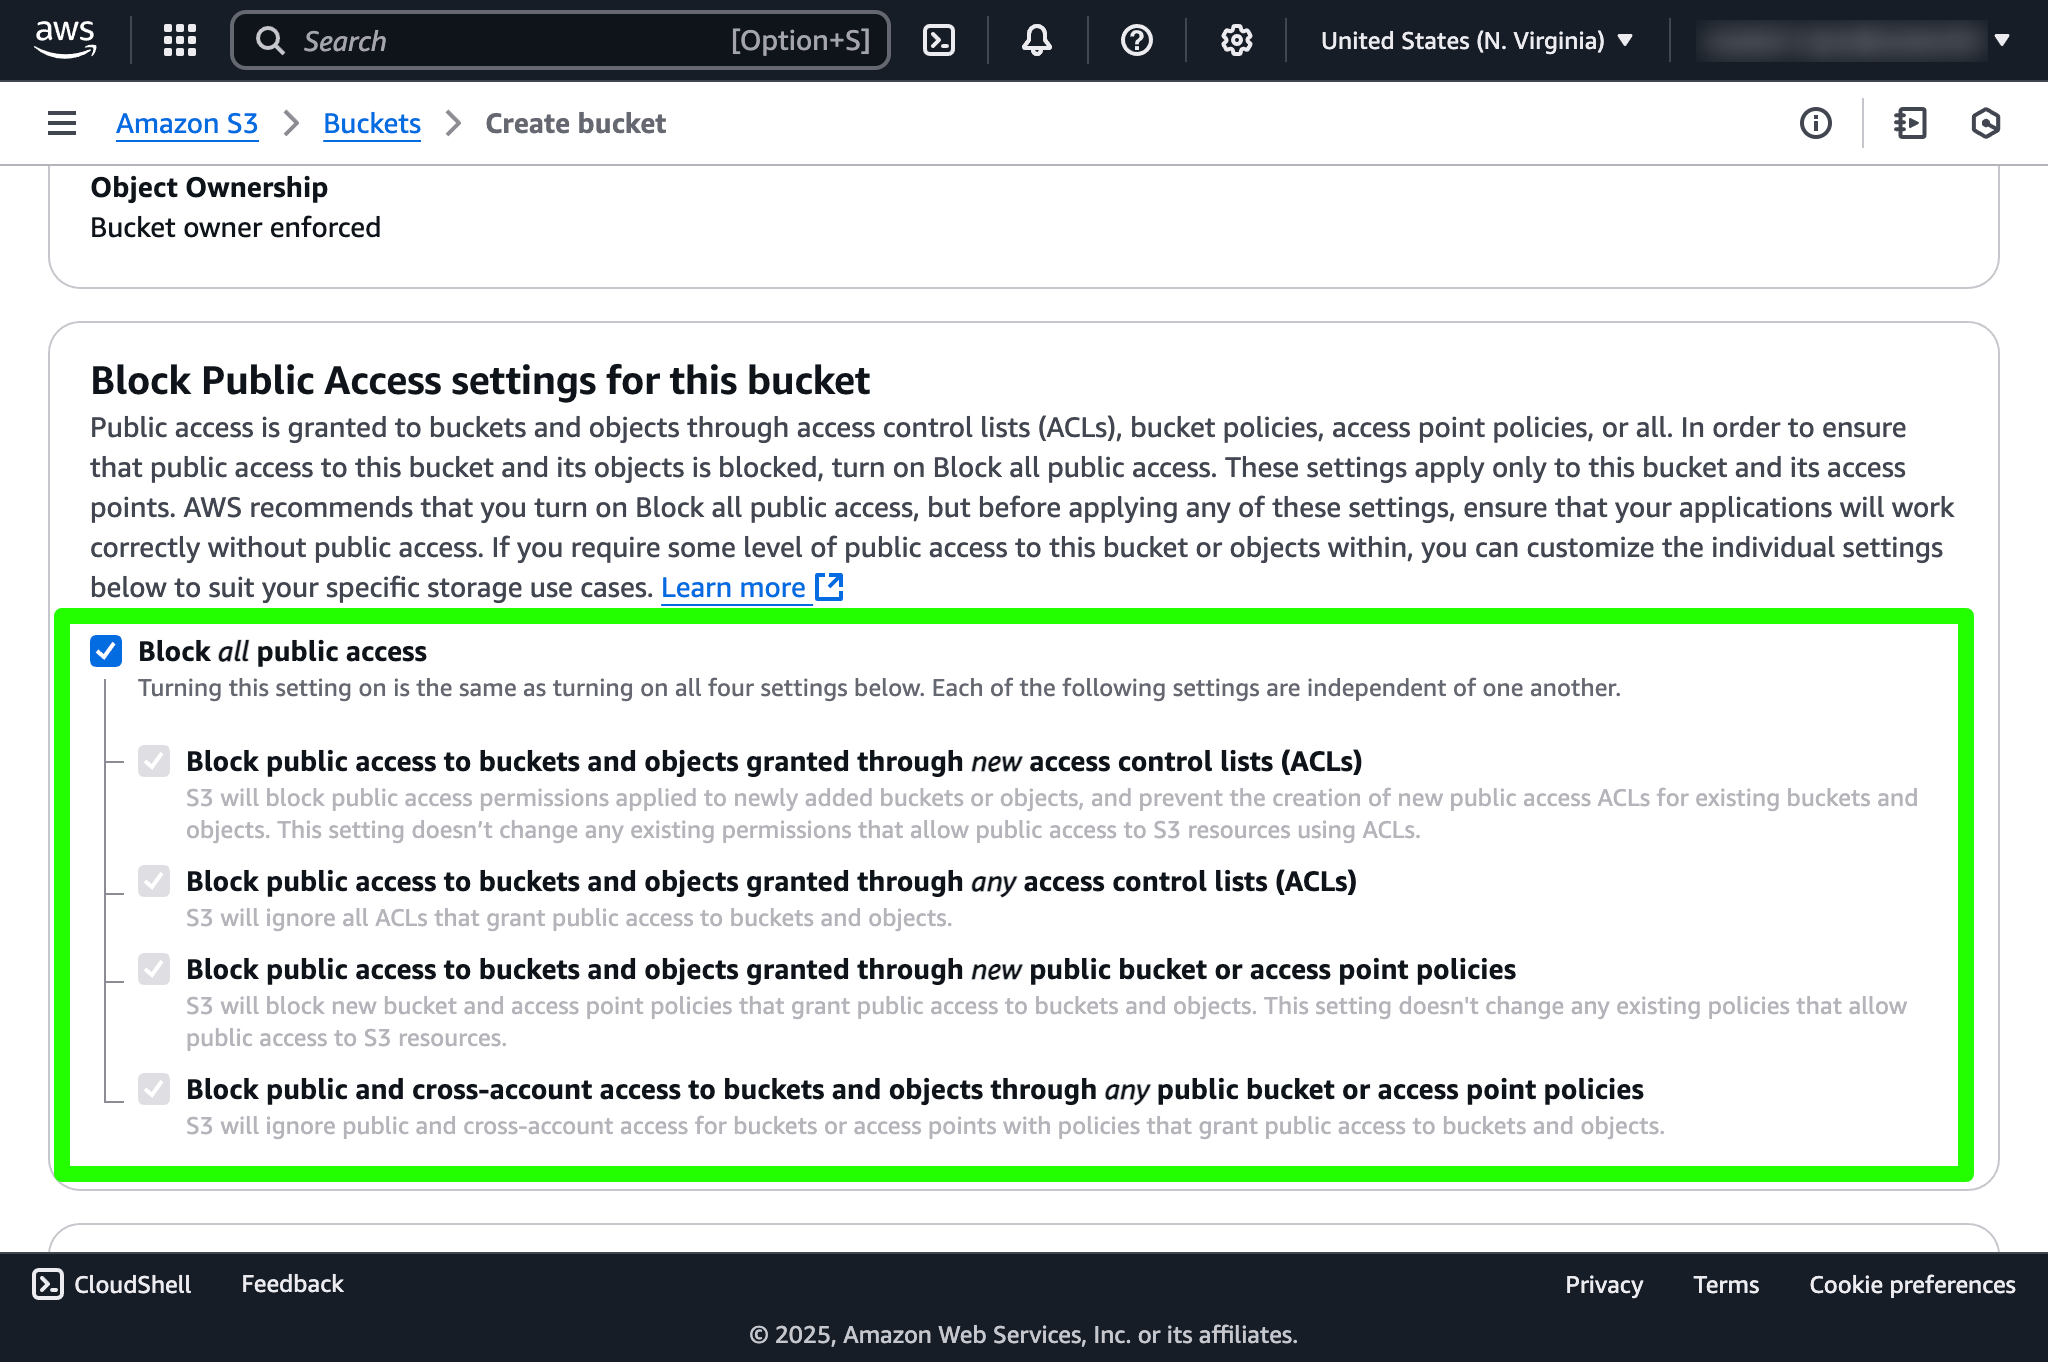 aws
Search [Option+S]
United States (N. Virginia)
Amazon S3 Buckets Create bucket
Object Ownership
Bucket owner enforced
Block Public Access settings for this bucket
Public access is granted to buckets and objects through access control lists (ACLs), bucket policies, access point policies, or all. In order to ensure
that public access to this bucket and its objects is blocked, turn on Block all public access. These settings apply only to this bucket and its access
points. AWS recommends that you turn on Block all public access, but before applying any of these settings, ensure that your applications will work
correctly without public access. If you require some level of public access to this bucket or objects within, you can customize the individual settings
below to suit your specific storage use cases. Learn more
Block all public access
Turning this setting on is the same as turning on all four settings below. Each of the following settings are independent of one another.
Block public access to buckets and objects granted through new access control lists (ACLs)
S3 will block public access permissions applied to newly added buckets or objects, and prevent the creation of new public access ACLs for existing buckets and
objects. This setting doesn’t change any existing permissions that allow public access to S3 resources using ACLs.
Block public access to buckets and objects granted through any access control lists (ACLs)
S3 will ignore all ACLs that grant public access to buckets and objects.
Block public access to buckets and objects granted through new public bucket or access point policies
S3 will block new bucket and access point policies that grant public access to buckets and objects. This setting doesn't change any existing policies that allow
public access to S3 resources.
Block public and cross-account access to buckets and objects through any public bucket or access point policies
S3 will ignore public and cross-account access for buckets or access points with policies that grant public access to buckets and objects.
CloudShell Feedback Privacy Terms Cookie preferences
© 2025, Amazon Web Services, Inc. or its affiliates.